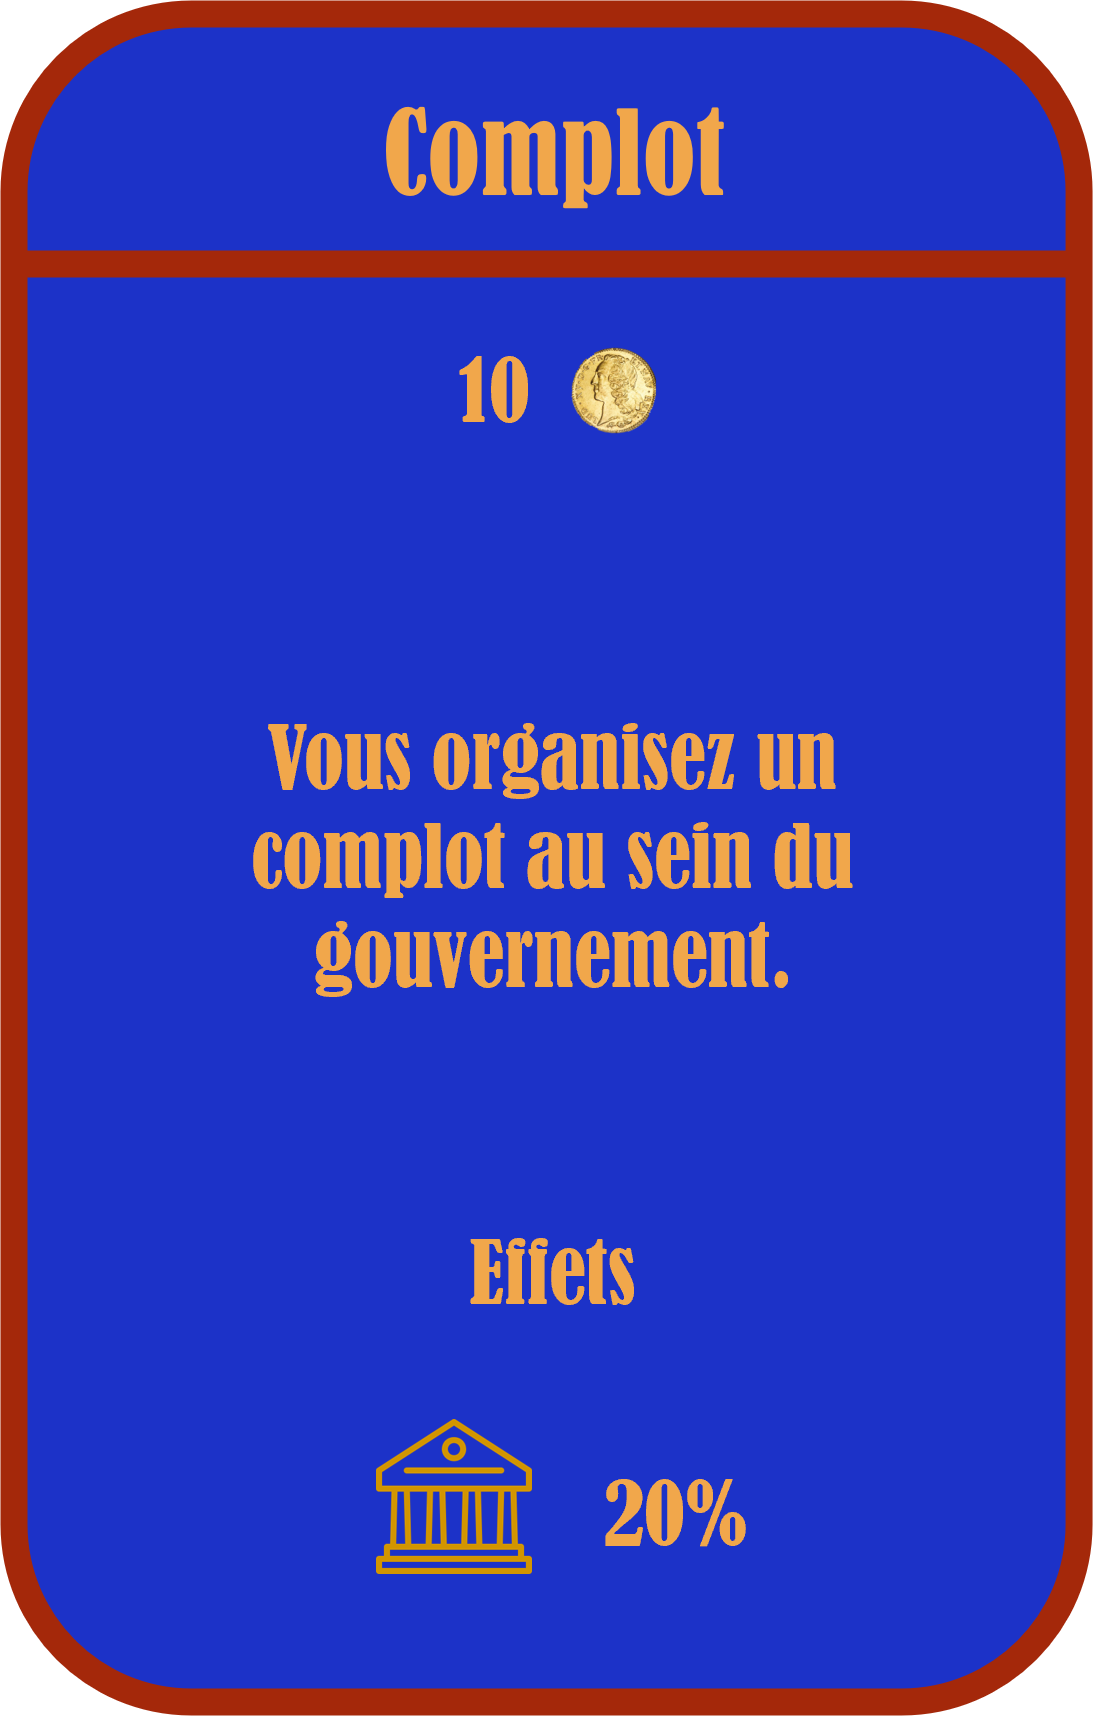 Complot
10
Vous organisez un
complot au sein du
gouvernement.
Effets
20%